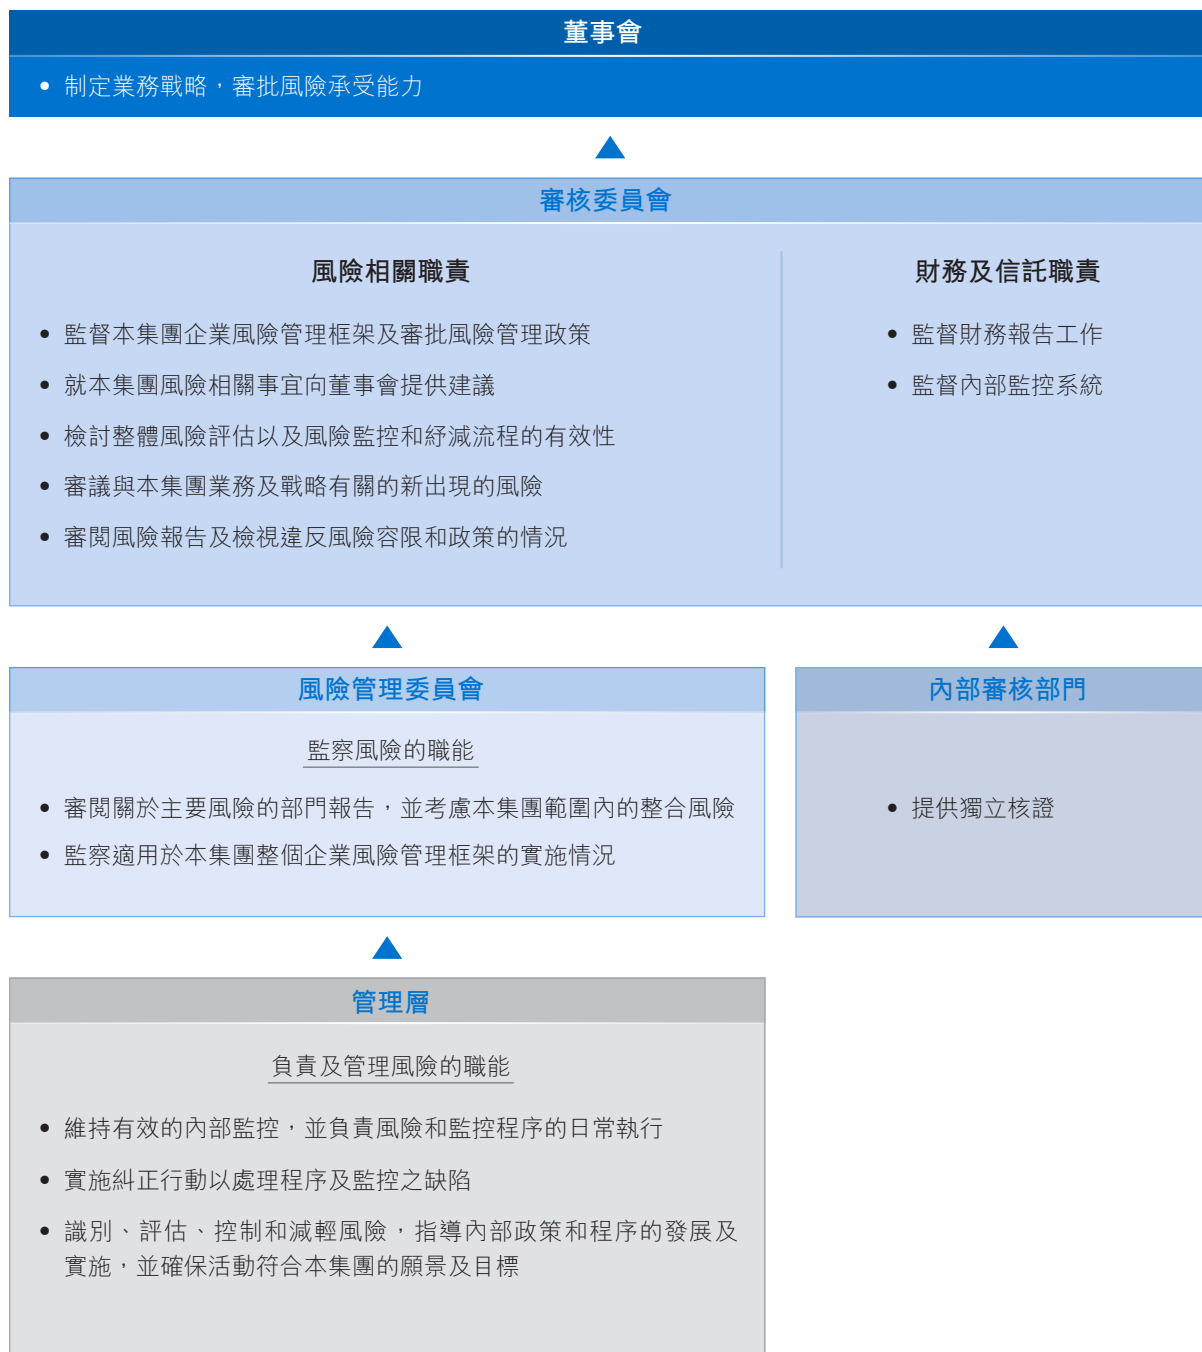 董事會
• 制定業務戰略，審批風險承受能力
審核委員會
風險相關職責
• 監督本集團企業風險管理框架及審批風險管理政策
• 就本集團風險相關事宜向董事會提供建議
• 檢討整體風險評估以及風險監控和紓減流程的有效性
• 審議與本集團業務及戰略有關的新出現的風險
• 審閱風險報告及檢視違反風險容限和政策的情況
財務及信託職責
• 監督財務報告工作
• 監督內部監控系統
風險管理委員會
監察風險的職能
• 審閱關於主要風險的部門報告，並考慮本集團範圍內的整合風險
• 監察適用於本集團整個企業風險管理框架的實施情況
內部審核部門
• 提供獨立核證
管理層
負責及管理風險的職能
• 維持有效的內部監控，並負責風險和監控程序的日常執行
• 實施糾正行動以處理程序及監控之缺陷
• 識別、評估、控制和減輕風險，指導內部政策和程序的發展及
實施，並確保活動符合本集團的願景及目標